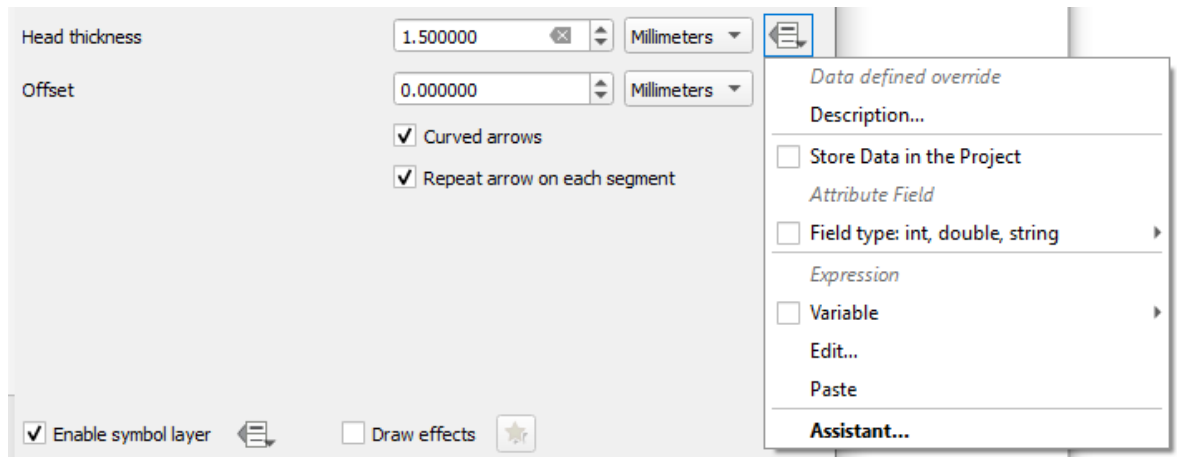 Head thickness 1.500000 Millimeters
Offset 0.000000 Millimeters
Curved arrows
Repeat arrow on each segment
Enable symbol layer Draw effects
Data defined override
Description...
Store Data in the Project
Attribute Field
Field type: int, double, string
Expression
Variable
Edit...
Paste
Assistant...